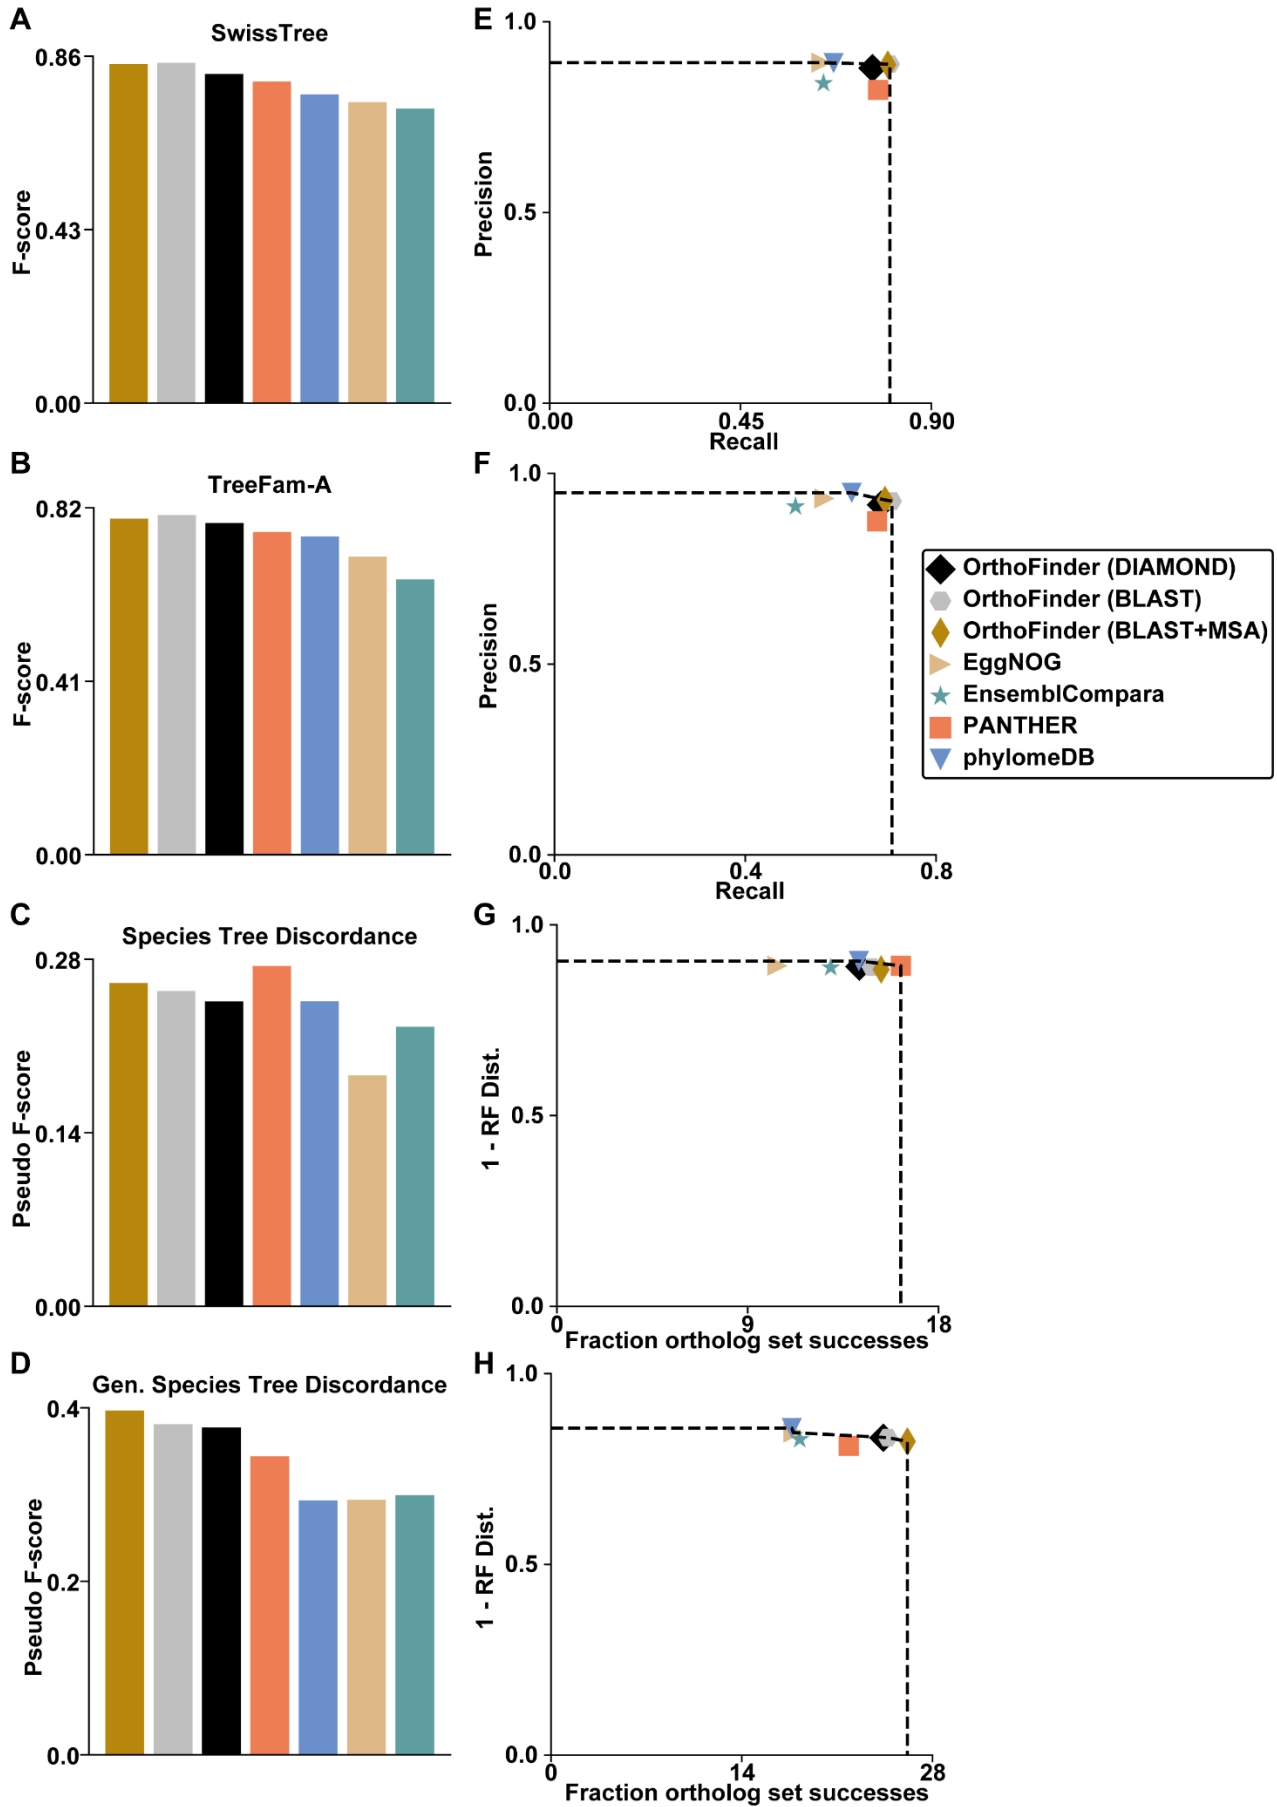 A
SwissTree
0.86
0.43
0.00
F-score
E
1.0
0.5
0.0
Precision
0.00
0.45
0.90
Recall
B
TreeFam-A
0.82
0.41
0.00
F-score
F
1.0
0.5
0.0
Precision
0.0
0.4
0.8
Recall
OrthoFinder (DIAMOND)
OrthoFinder (BLAST)
OrthoFinder (BLAST+MSA)
EggNOG
EnsemblCompara
PANTHER
phylomeDB
C
Species Tree Discordance
0.28
0.14
0.00
Pseudo F-score
G
1.0
0.5
0.0
1 - RF Dist.
0
9
18
Fraction ortholog set successes
D
Gen. Species Tree Discordance
0.4
0.2
0.0
Pseudo F-score
H
1.0
0.5
0.0
1 - RF Dist.
0
14
28
Fraction ortholog set successes